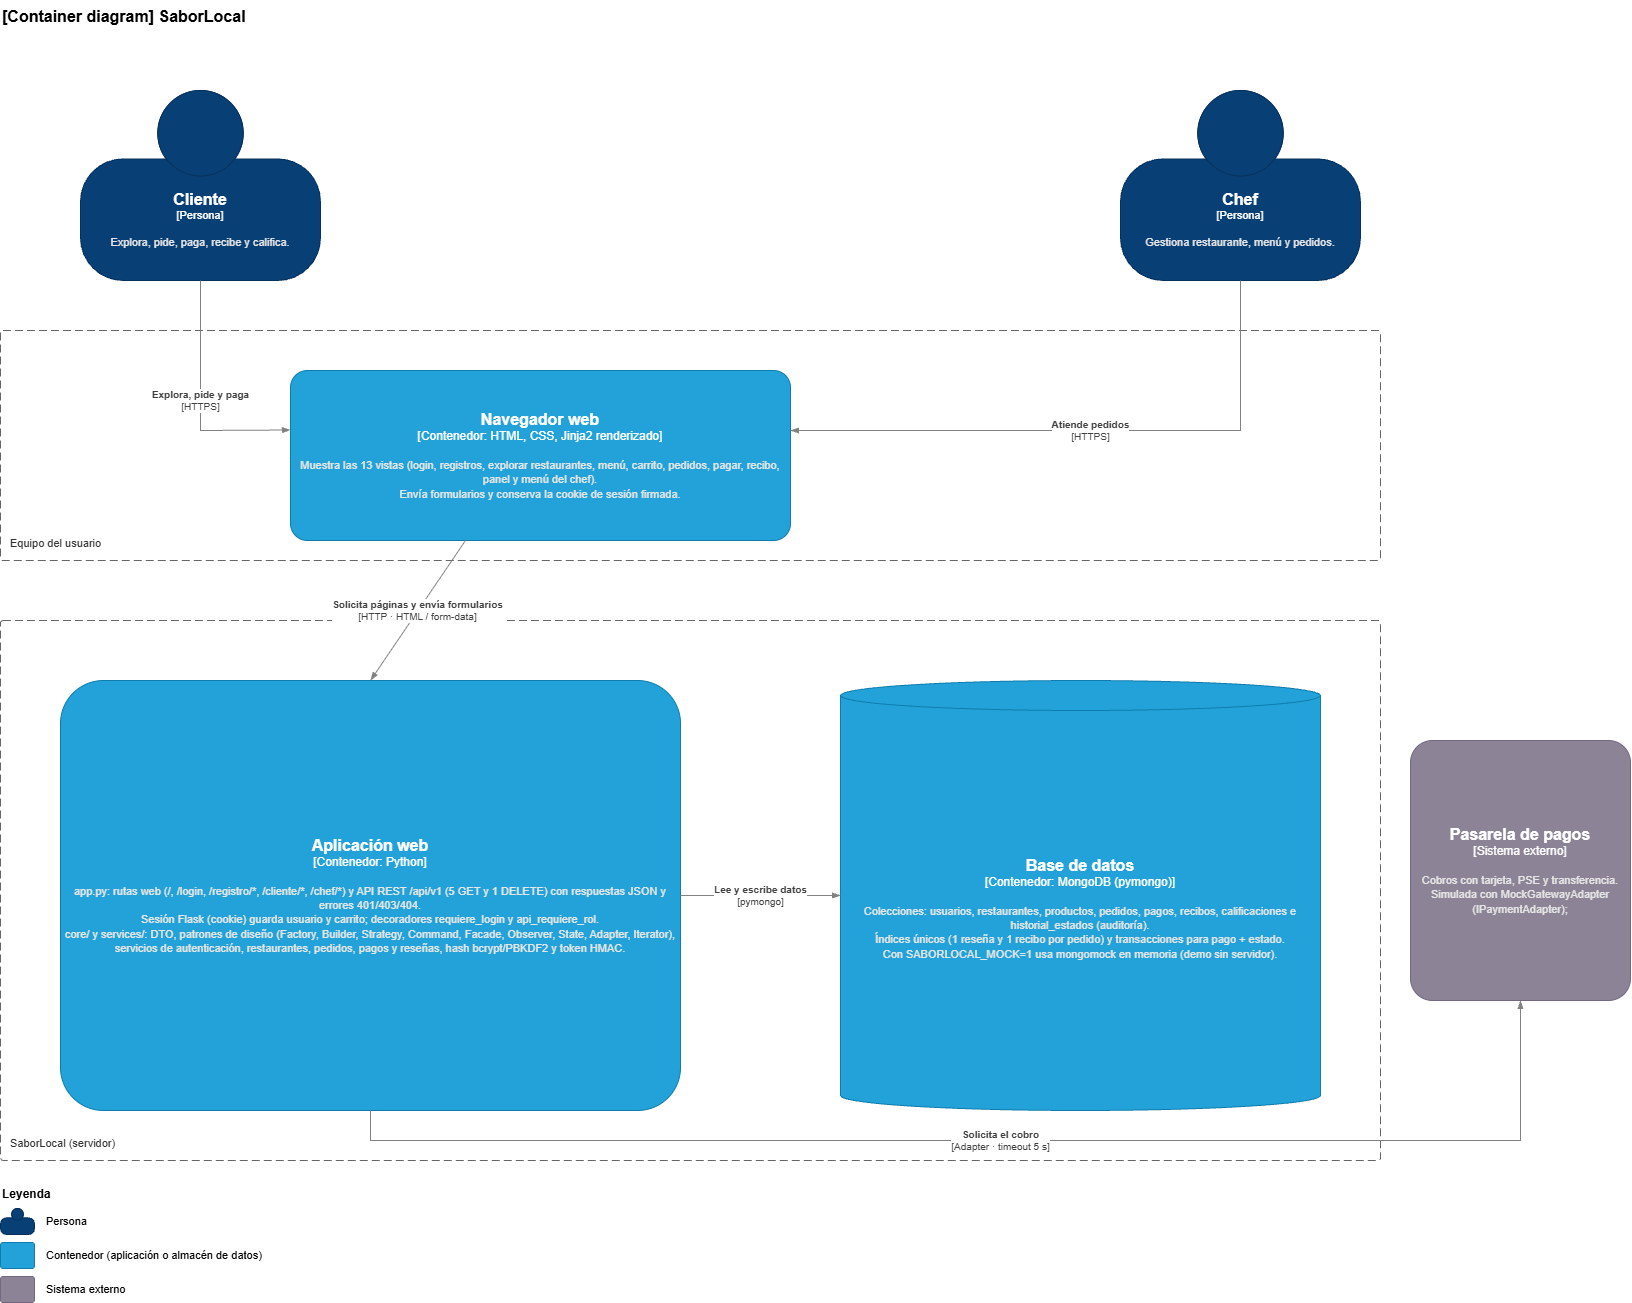 [Container diagram] SaborLocal
Cliente
[Persona]
Explora, pide, paga, recibe y califica.
Chef
[Persona]
Gestiona restaurante, menú y pedidos.
Explora, pide y paga
[HTTPS]
Navegador web
[Contenedor: HTML, CSS, Jinja2 renderizado]
Muestra las 13 vistas (login, registros, explorar restaurantes, menú, carrito, pedidos, pagar, recibo,
panel y menú del chef).
Envía formularios y conserva la cookie de sesión firmada.
Atiende pedidos
[HTTPS]
Equipo del usuario
Solicita páginas y envía formularios
[HTTP · HTML / form-data]
Aplicación web
[Contenedor: Python]
app.py: rutas web (/, /login, /registro/*, /cliente/*, /chef/*) y API REST /api/v1 (5 GET y 1 DELETE) con respuestas JSON y
errores 401/403/404.
Sesión Flask (cookie) guarda usuario y carrito; decoradores requiere_login y api_requiere_rol.
core/ y services/: DTO, patrones de diseño (Factory, Builder, Strategy, Command, Facade, Observer, State, Adapter, Iterator),
servicios de autenticación, restaurantes, pedidos, pagos y reseñas, hash bcrypt/PBKDF2 y token HMAC.
Lee y escribe datos
[pymongo]
Base de datos
[Contenedor: MongoDB (pymongo)]
Colecciones: usuarios, restaurantes, productos, pedidos, pagos, recibos, calificaciones e
historial_estados (auditoría).
Índices únicos (1 reseña y 1 recibo por pedido) y transacciones para pago + estado.
Con SABORLOCAL_MOCK=1 usa mongomock en memoria (demo sin servidor).
Pasarela de pagos
[Sistema externo]
Cobros con tarjeta, PSE y transferencia.
Simulada con MockGatewayAdapter
(IPaymentAdapter);
Solicita el cobro
[Adapter · timeout 5 s]
SaborLocal (servidor)
Leyenda
Persona
Contenedor (aplicación o almacén de datos)
Sistema externo